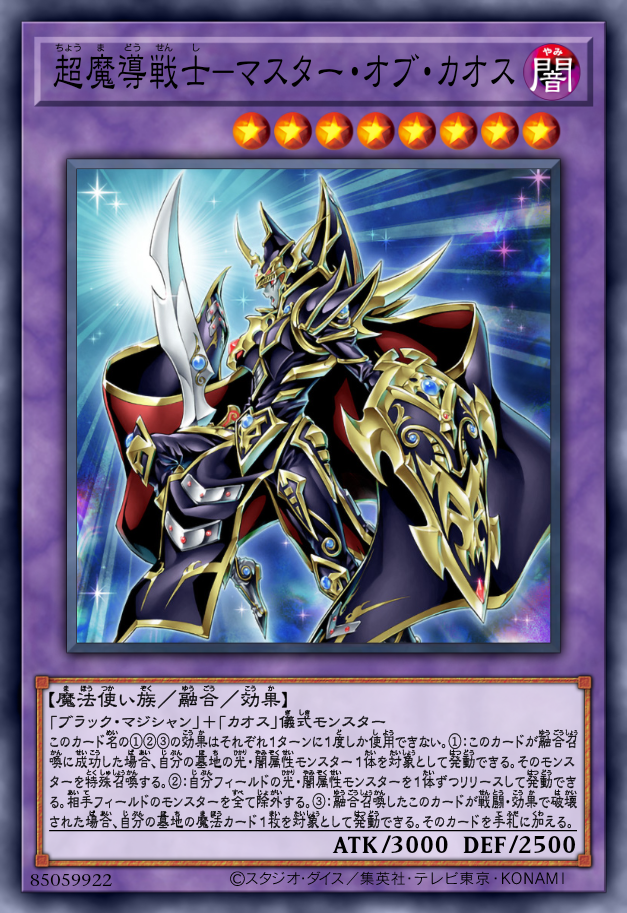 超魔導戦士－マスター・オブ・カオス 闇
【魔法使い族／融合／効果】
「ブラック・マジシャン」＋「カオス」儀式モンスター
このカード名の①②③の効果はそれぞれ1ターンに1度しか使用できない。①：このカードが融合召
喚に成功した場合、自分の墓地の光・闇属性モンスター1体を対象として発動できる。そのモンス
ターを特殊召喚する。②：自分フィールドの光・闇属性モンスターを1体ずつリリースして発動でき
る。相手フィールドのモンスターを全て除外する。③：融合召喚したこのカードが戦闘・効果で破壊
された場合、自分の墓地の魔法カード1枚を対象として発動できる。そのカードを手札に加える。
ATK/3000 DEF/2500
85059922 ©スタジオ・ダイス／集英社・テレビ東京・KONAMI